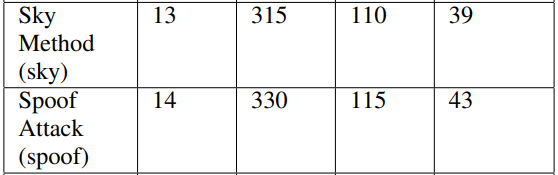 Sky 13 315 110 39
Method
(sky)
Spoof 14 330 115 43
Attack
(spoof)